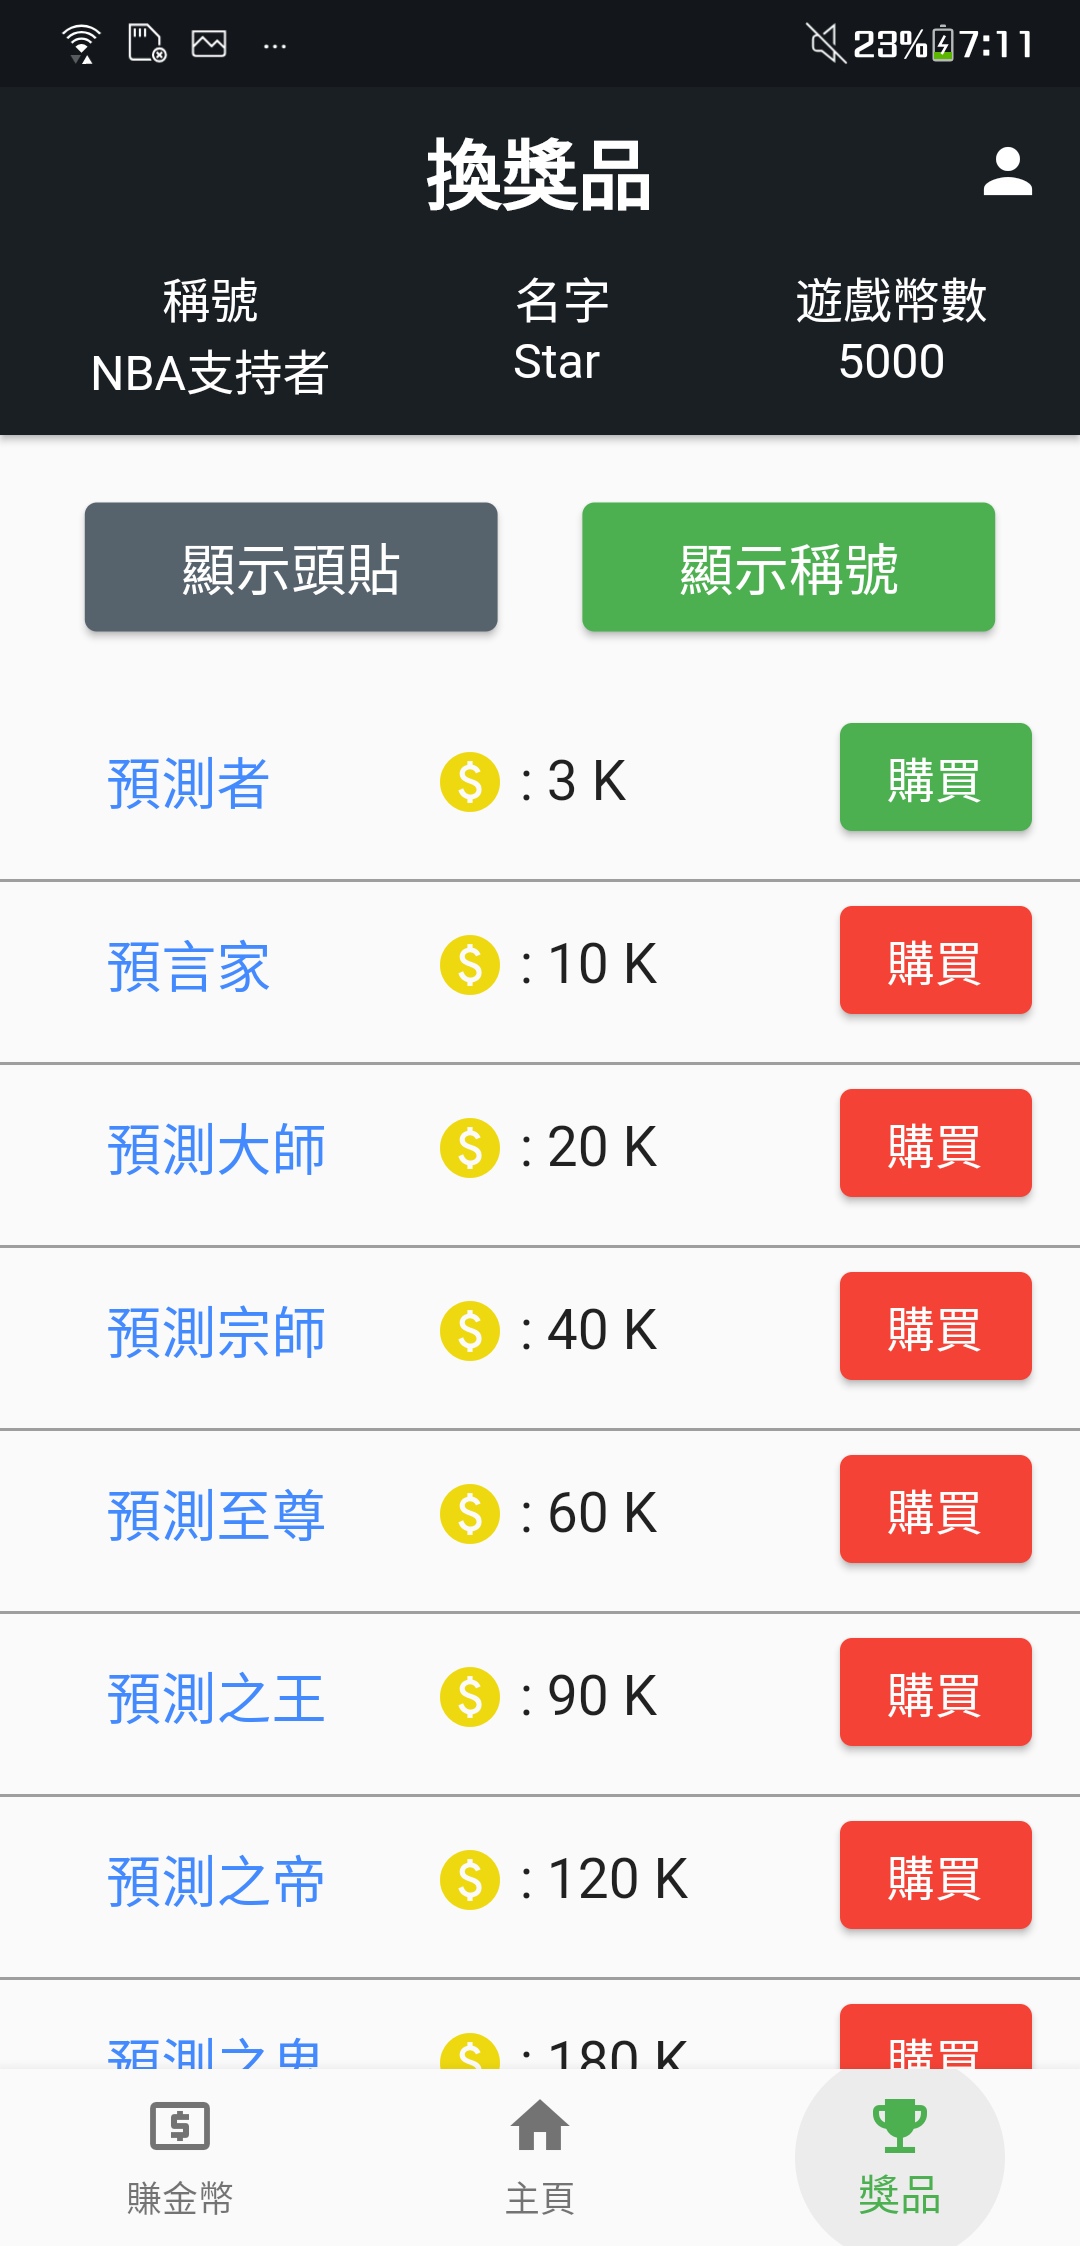 23% 7:11
換獎品
稱號 名字 遊戲幣數
NBA支持者 Star 5000
顯示頭貼 顯示稱號
預測者 : 3 K 購買
預言家 : 10 K 購買
預測大師 : 20 K 購買
預測宗師 : 40 K 購買
預測至尊 : 60 K 購買
預測之王 : 90 K 購買
預測之帝 : 120 K 購買
預測之 : 180 K 購買
賺金幣 主頁 獎品